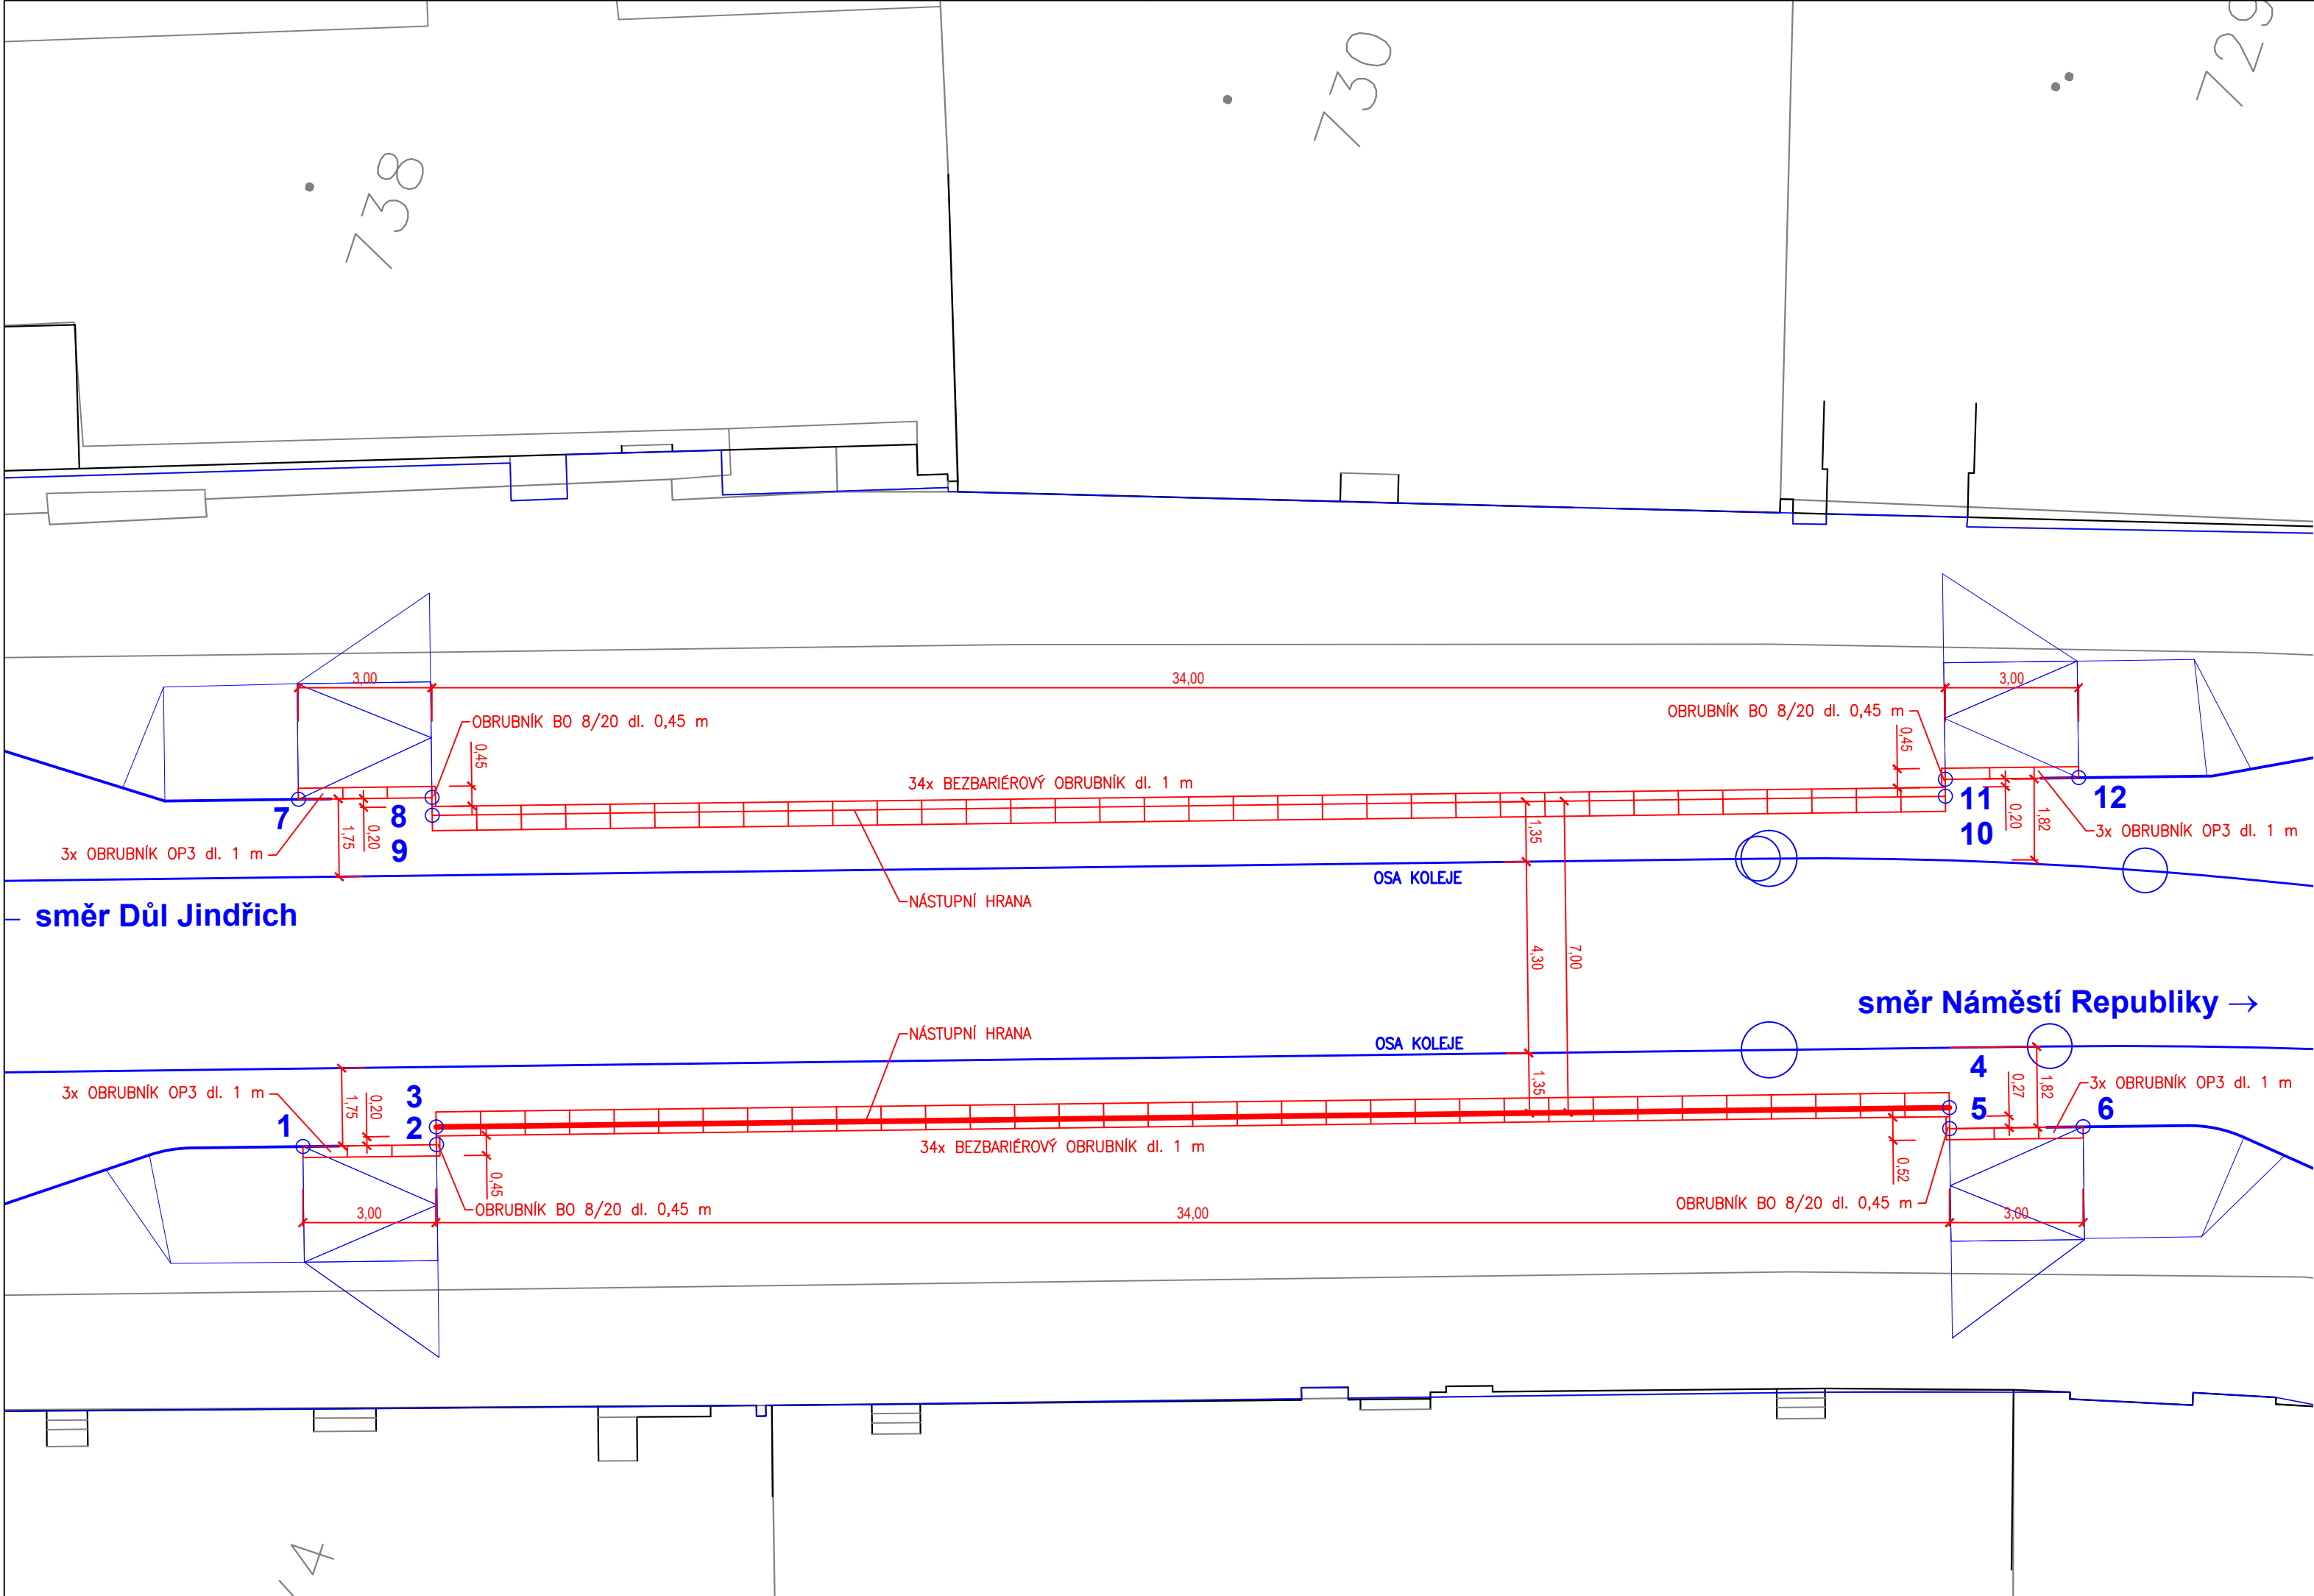 729
730
738
3,00
34,00
3,00
OBRUBNÍK BO 8/20 dl. 0,45 m
OBRUBNÍK BO 8/20 dl. 0,45 m
0,45
0,45
34x BEZBARIÉROVÝ OBRUBNÍK dl. 1 m
7
8
9
11
10
12
1,75
0,20
1,35
0,20
1,82
3x OBRUBNÍK OP3 dl. 1 m
3x OBRUBNÍK OP3 dl. 1 m
OSA KOLEJE
NÁSTUPNÍ HRANA
směr Důl Jindřich
4,30
7,00
směr Náměstí Republiky →
NÁSTUPNÍ HRANA
OSA KOLEJE
3x OBRUBNÍK OP3 dl. 1 m
3x OBRUBNÍK OP3 dl. 1 m
1
3
2
4
5
6
1,75
0,20
1,35
0,27
1,82
34x BEZBARIÉROVÝ OBRUBNÍK dl. 1 m
0,45
0,52
OBRUBNÍK BO 8/20 dl. 0,45 m
OBRUBNÍK BO 8/20 dl. 0,45 m
3,00
34,00
3,00